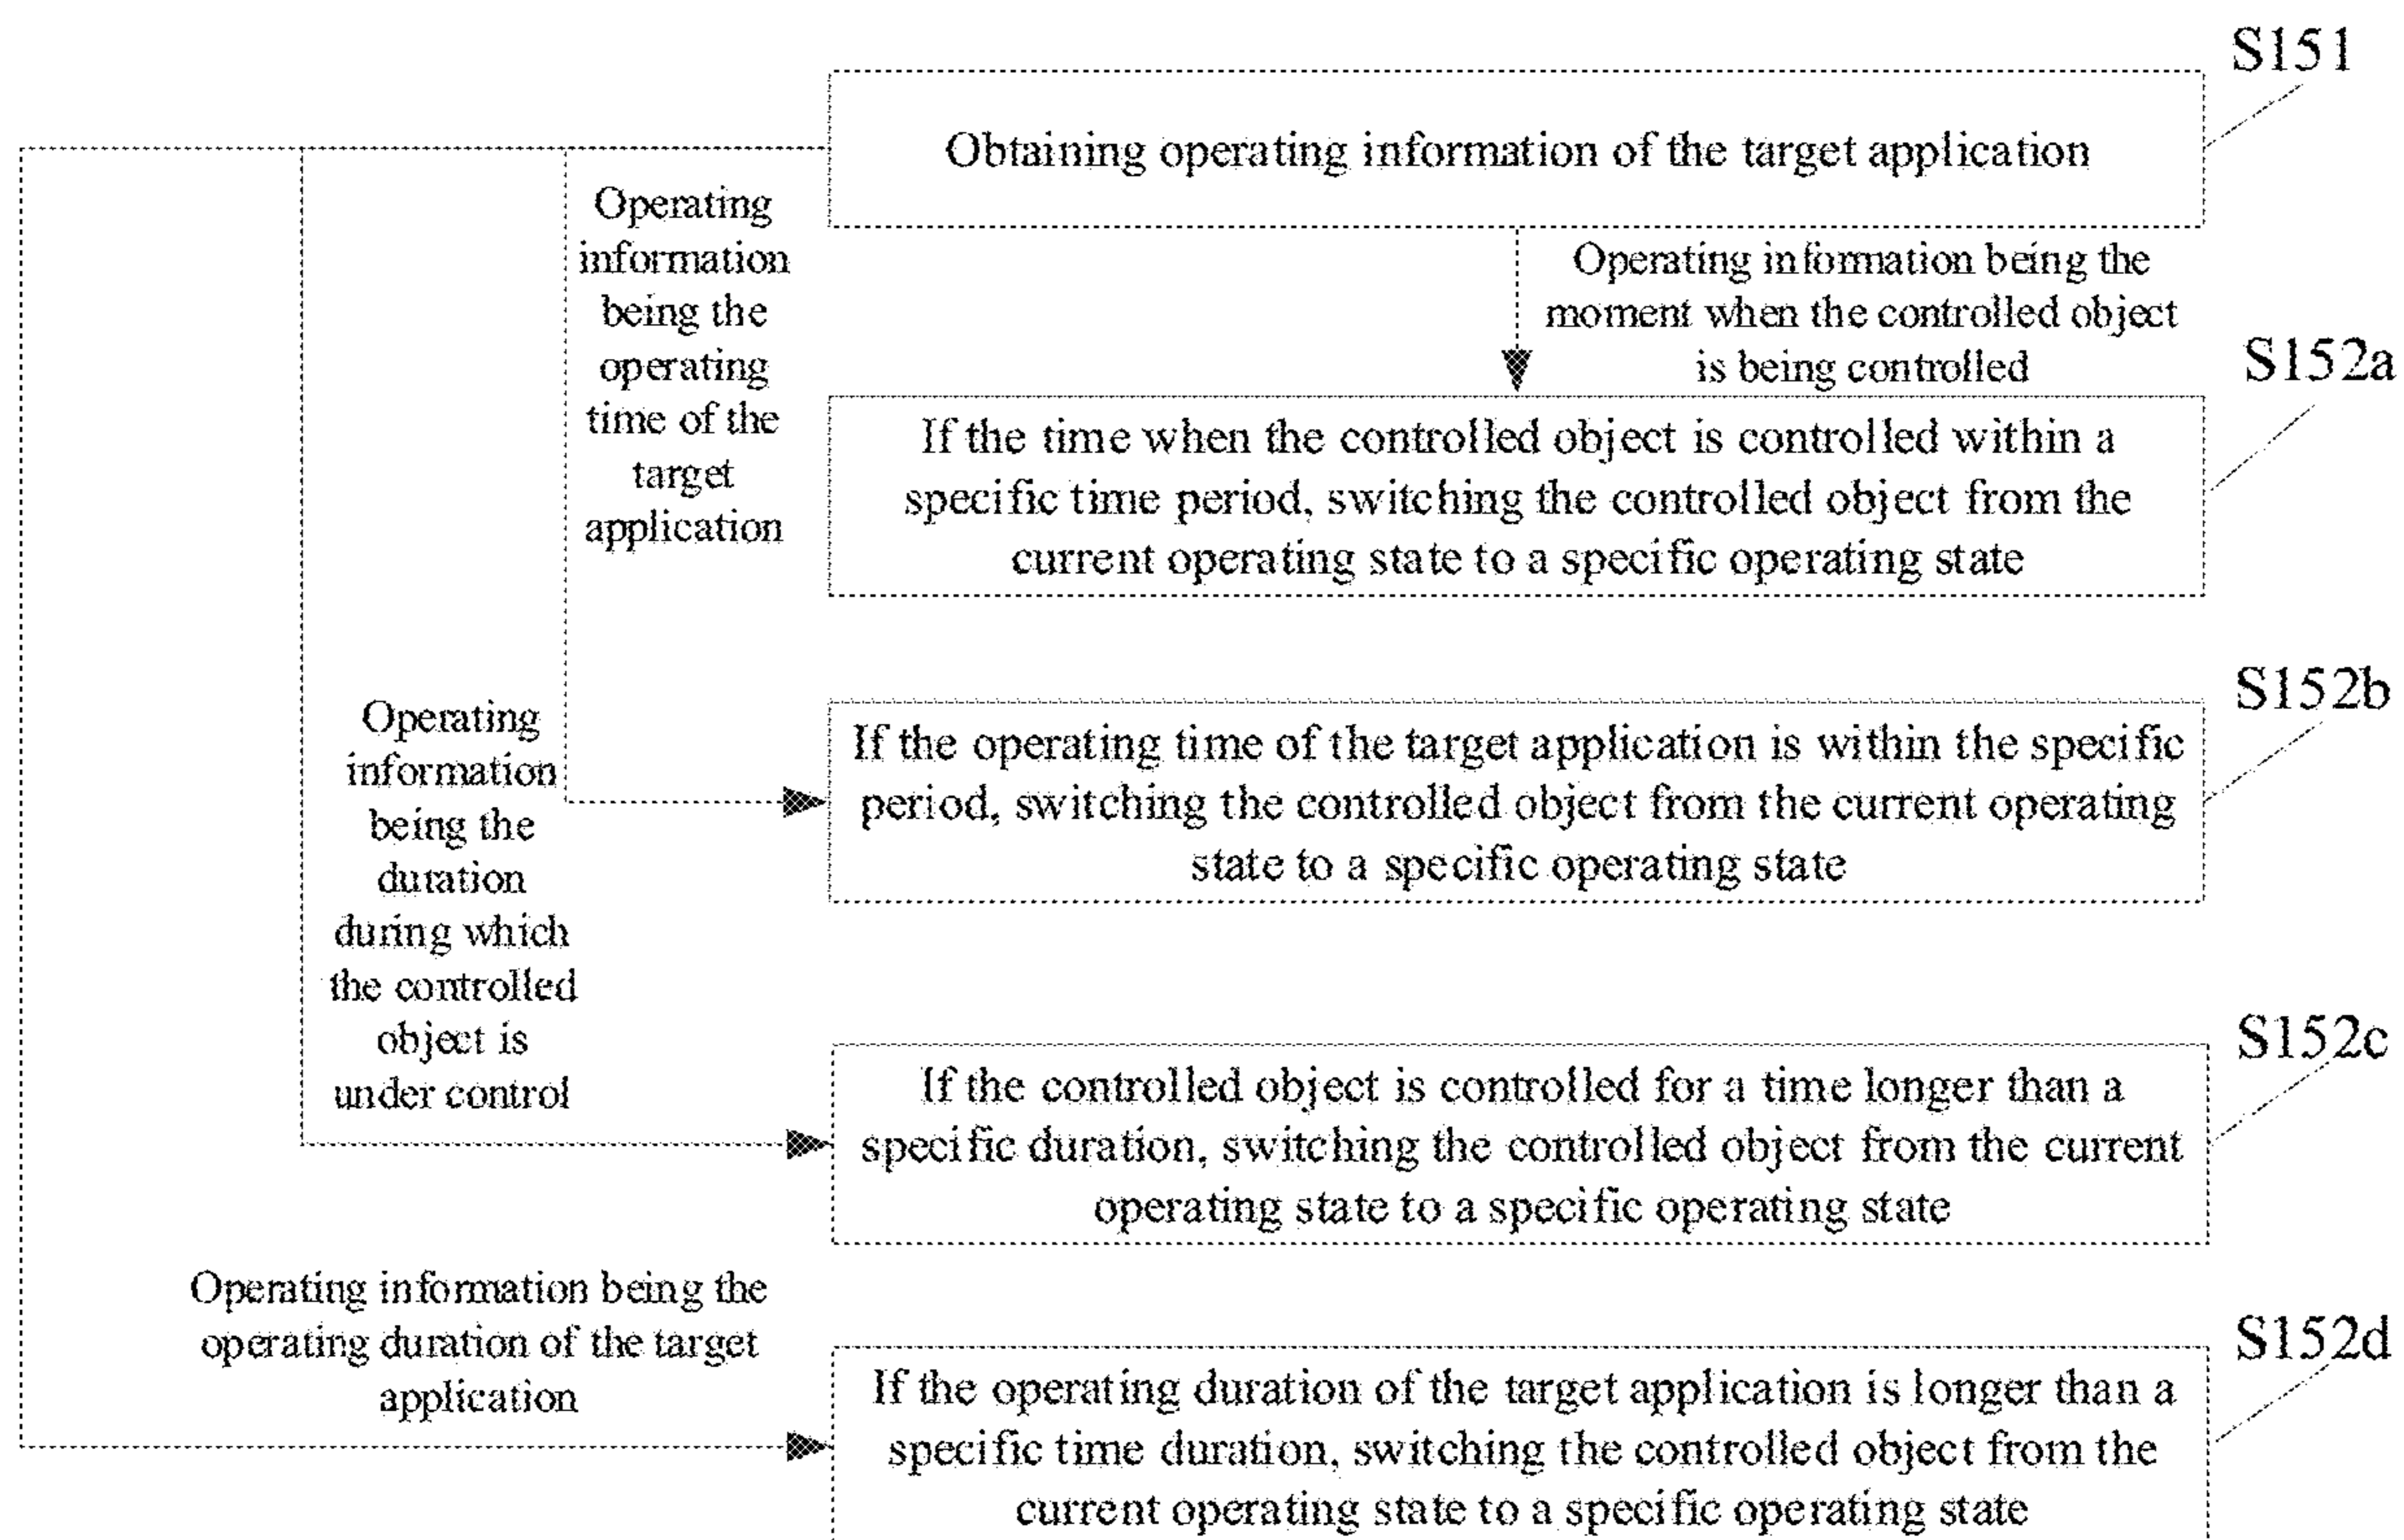 S151
Obtaining operating information of the target application
Operating
information
being the
operating
time of the
target
application
Operating information being the
moment when the controlled object
is being controlled
S152a
If the time when the controlled object is controlled within a
specific time period, switching the controlled object from the
current operating state to a specific operating state
S152b
If the operating time of the target application is within the specific
period, switching the controlled object from the current operating
state to a specific operating state
Operating
information
being the
duration
during which
the controlled
object is
under control
S152c
If the controlled object is controlled for a time longer than a
specific duration, switching the controlled object from the current
operating state to a specific operating state
Operating information being the
operating duration of the target
application
S152d
If the operating duration of the target application is longer than a
specific time duration, switching the controlled object from the
current operating state to a specific operating state